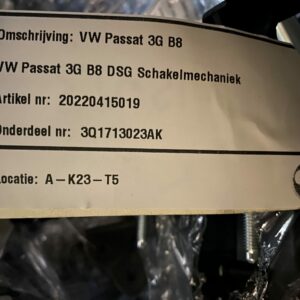 Omschrijving: VW Passat 3G B8
VW Passat 3G B8 DSG Schakelmechaniek
Artikel nr: 20220415019
Onderdeel nr: 3Q1713023AK
Locatie: A-K23-T5